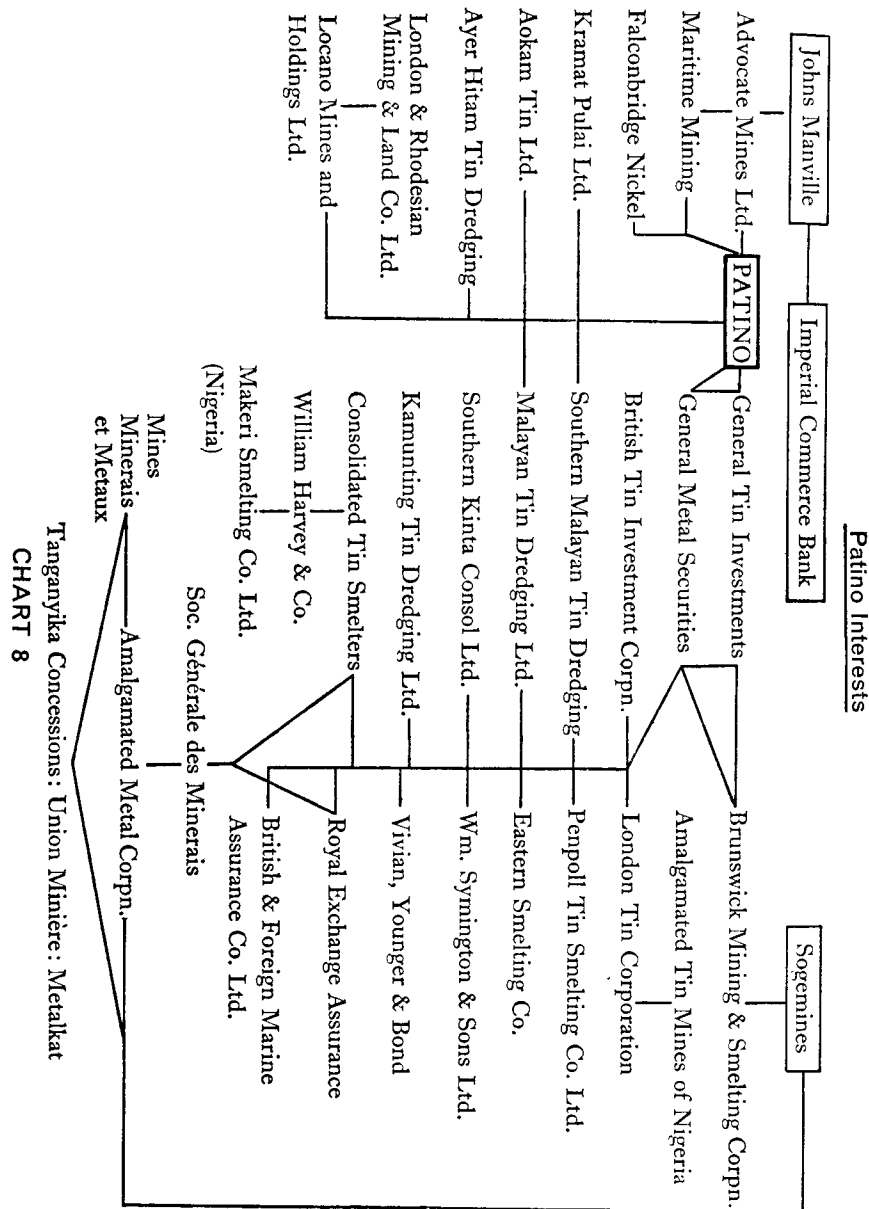 Patino Interests
Johns Manville
Imperial Commerce Bank
Sogemines
Advocate Mines Ltd.
PATINO
General Tin Investments
Brunswick Mining & Smelting Corpn.
Maritime Mining
General Metal Securities
Amalgamated Tin Mines of Nigeria
Falconbridge Nickel
British Tin Investment Corpn.
London Tin Corporation
Kramat Pulai Ltd.
Southern Malayan Tin Dredging
Penpoll Tin Smelting Co. Ltd.
Aokam Tin Ltd.
Malayan Tin Dredging Ltd.
Eastern Smelting Co.
Ayer Hitam Tin Dredging
Southern Kinta Consol Ltd.
Wm. Symington & Sons Ltd.
London & Rhodesian
Mining & Land Co. Ltd.
Kamunting Tin Dredging Ltd.
Vivian, Younger & Bond
Locano Mines and
Holdings Ltd.
Consolidated Tin Smelters
Royal Exchange Assurance
William Harvey & Co.
British & Foreign Marine
Assurance Co. Ltd.
Makeri Smelting Co. Ltd.
(Nigeria)
Soc. Générale des Minerais
Mines
Minerais
et Metaux
Amalgamated Metal Corpn.
Tanganyika Concessions: Union Minière: Metalkat
CHART 8